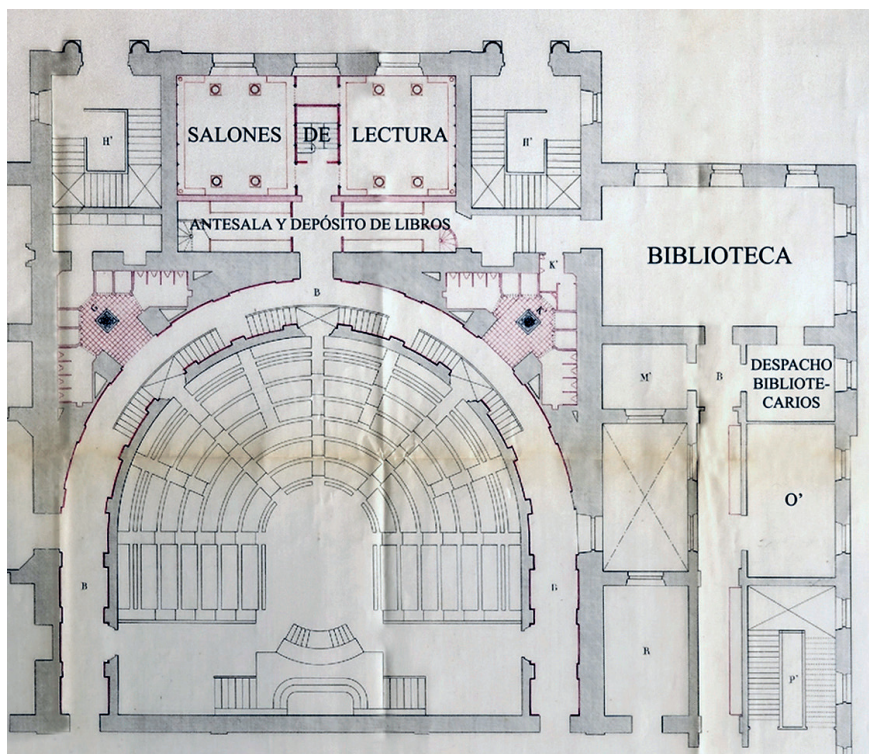 SALONES DE LECTURA
H'
H'
ANTESALA Y DEPÓSITO DE LIBROS
BIBLIOTECA
K'
B
G
M'
B
DESPACHO
BIBLIOTE-
CARIOS
O'
B
B
R
P'